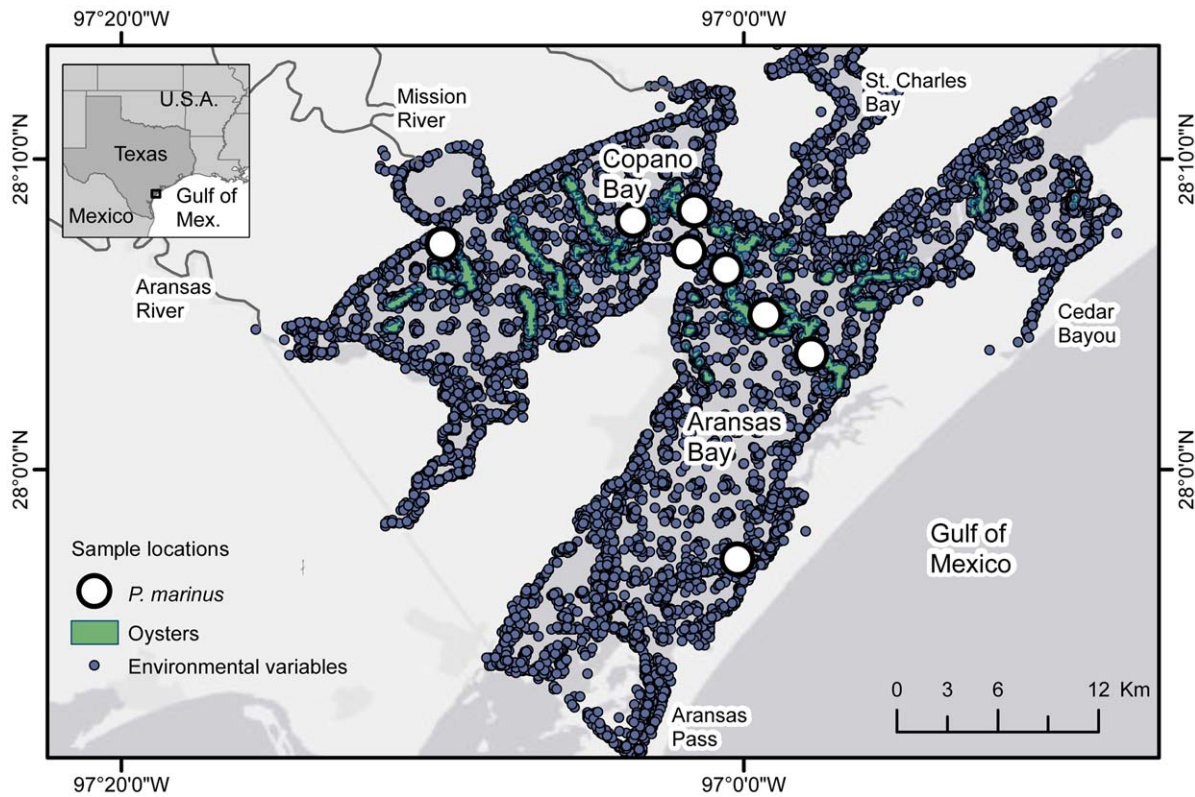 97°20'0"W
97°0'0"W
U.S.A.
Texas
Mexico
Gulf of
Mex.
Mission
River
St. Charles
Bay
Copano
Bay
28°10'0"N
28°10'0"N
Aransas
River
Cedar
Bayou
Aransas
Bay
28°0'0"N
28°0'0"N
Gulf of
Mexico
Sample locations
P. marinus
Oysters
Environmental variables
Aransas
Pass
0 3 6 12 Km
97°20'0"W
97°0'0"W